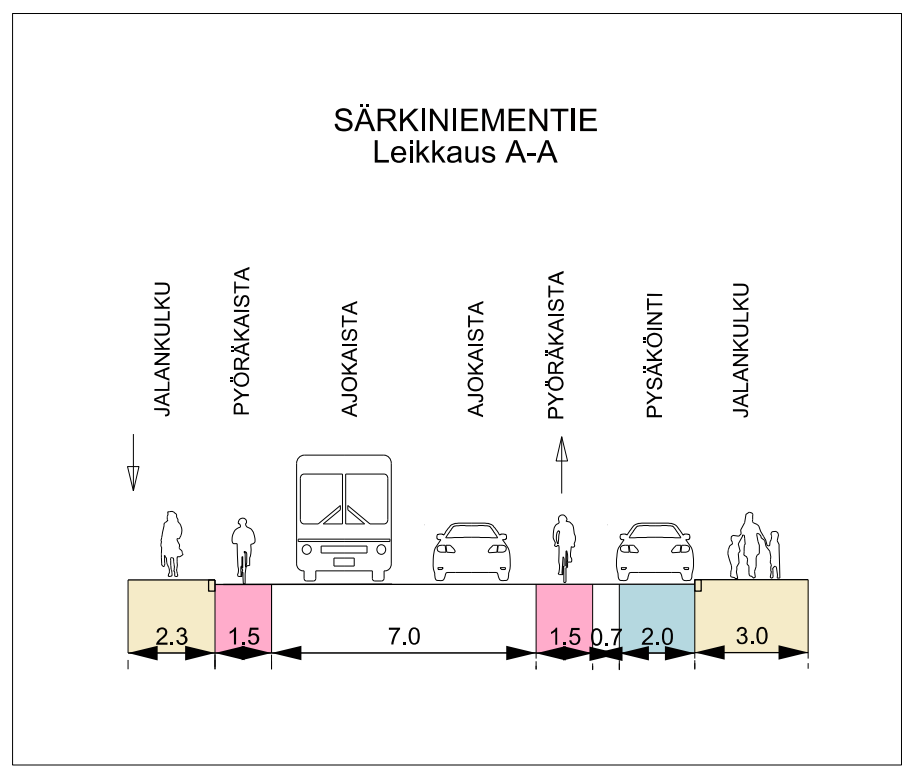 SÄRKINIEMENTIE
Leikkaus A-A
JALANKULKU
PYÖRÄKAISTA
AJOKAISTA
AJOKAISTA
PYÖRÄKAISTA
PYSÄKÖINTI
JALANKULKU
2.3
1.5
7.0
1.5
0.7
2.0
3.0